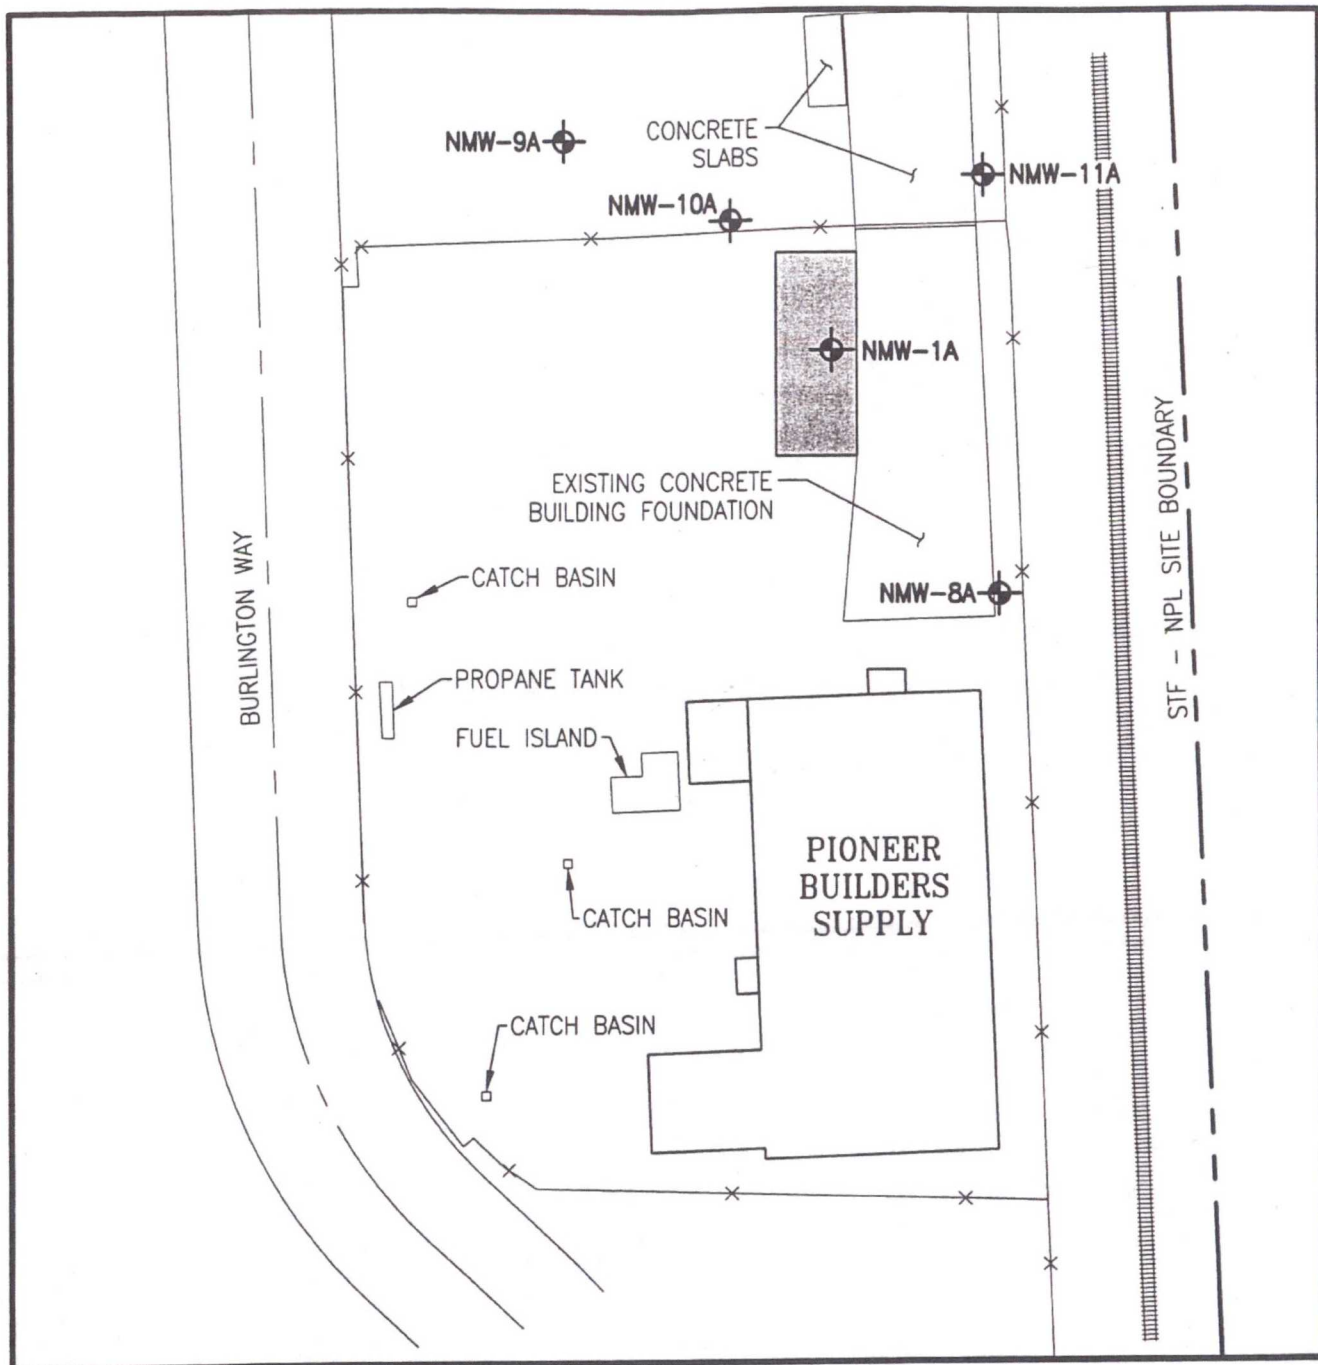 CONCRETE
SLABS
NMW-9A
NMW-11A
NMW-10A
NMW-1A
EXISTING CONCRETE
BUILDING FOUNDATION
CATCH BASIN
NMW-8A
BURLINGTON WAY
STF - NPL SITE BOUNDARY
PROPANE TANK
FUEL ISLAND
PIONEER
BUILDERS
SUPPLY
CATCH BASIN
CATCH BASIN